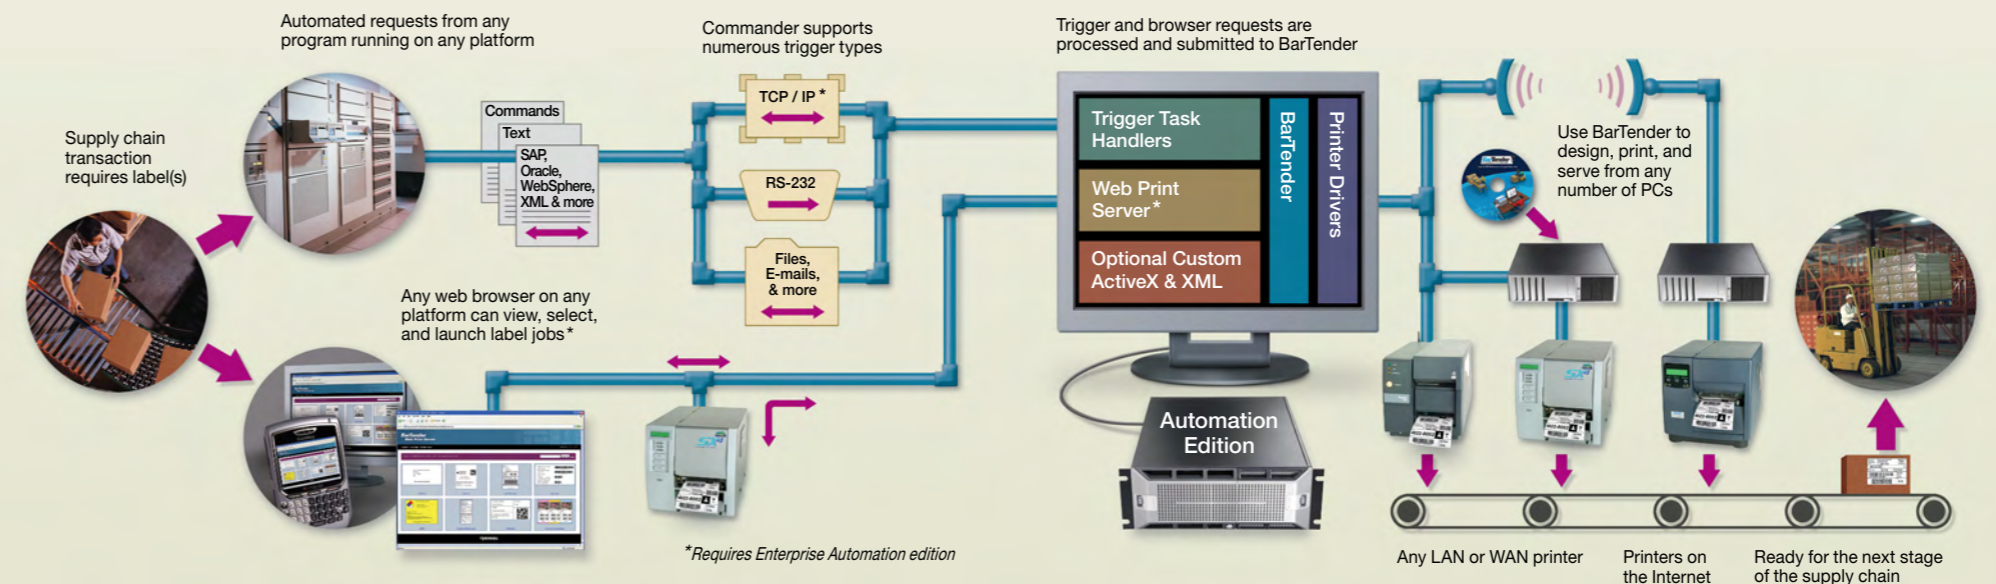 Automated requests from any
program running on any platform
Commander supports
numerous trigger types
Trigger and browser requests are
processed and submitted to BarTender
Supply chain
transaction
requires label(s)
Commands
Text
SAP,
Oracle,
WebSphere,
XML & more
TCP / IP *
RS-232
Files,
E-mails,
& more
Trigger Task
Handlers
Web Print
Server*
Optional Custom
ActiveX & XML
BarTender
Printer Drivers
Use BarTender to
design, print, and
serve from any
number of PCs
Any web browser on any
platform can view, select,
and launch label jobs*
Automation
Edition
*Requires Enterprise Automation edition
Any LAN or WAN printer
Printers on
the Internet
Ready for the next stage
of the supply chain